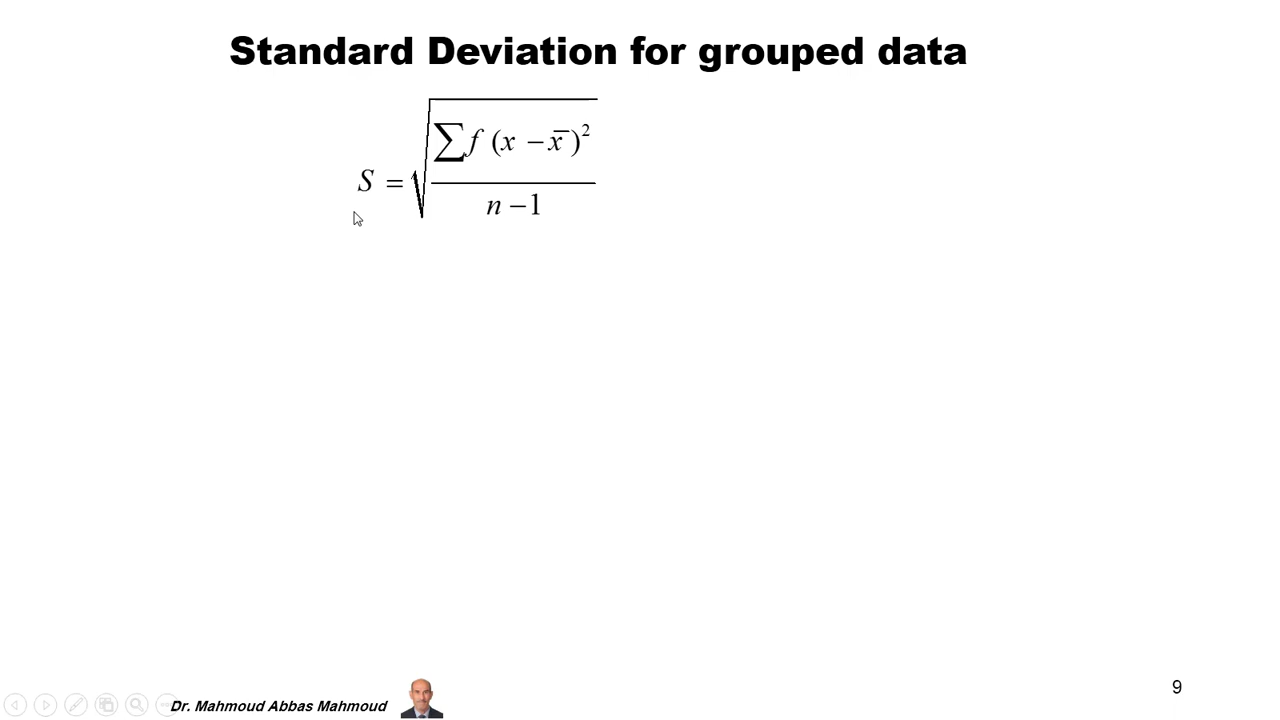 Standard Deviation for grouped data
S = √(∑f (x − x̅)² / (n − 1))
Dr. Mahmoud Abbas Mahmoud
9